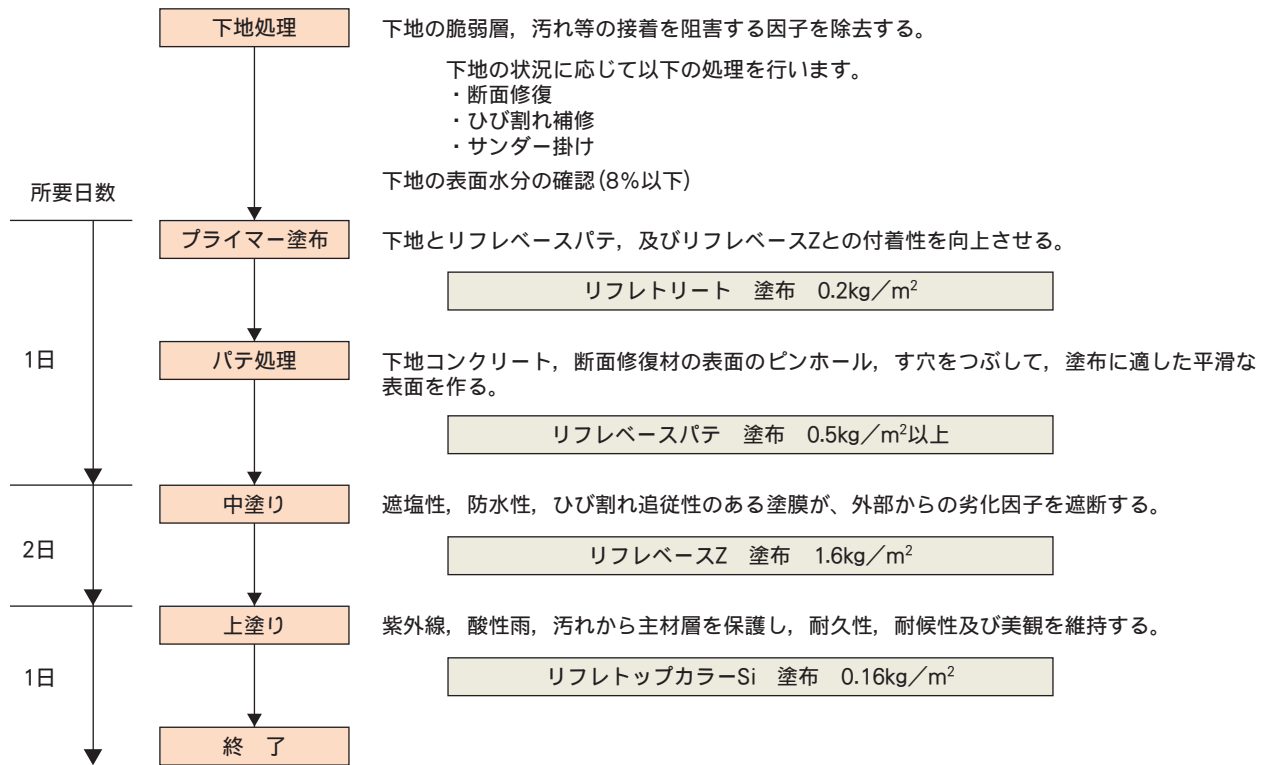 下地処理
下地の脆弱層，汚れ等の接着を阻害する因子を除去する。
下地の状況に応じて以下の処理を行います。
・断面修復
・ひび割れ補修
・サンダー掛け
下地の表面水分の確認(8%以下)
所要日数
プライマー塗布
下地とリフレベースパテ，及びリフレベースZとの付着性を向上させる。
リフレトリート　塗布　0.2kg／m²
1日
パテ処理
下地コンクリート，断面修復材の表面のピンホール，す穴をつぶして，塗布に適した平滑な
表面を作る。
リフレベースパテ　塗布　0.5kg／m²以上
中塗り
遮塩性，防水性，ひび割れ追従性のある塗膜が、外部からの劣化因子を遮断する。
2日
リフレベースZ　塗布　1.6kg／m²
上塗り
紫外線，酸性雨，汚れから主材層を保護し，耐久性，耐候性及び美観を維持する。
1日
リフレトップカラーSi　塗布　0.16kg／m²
終　了